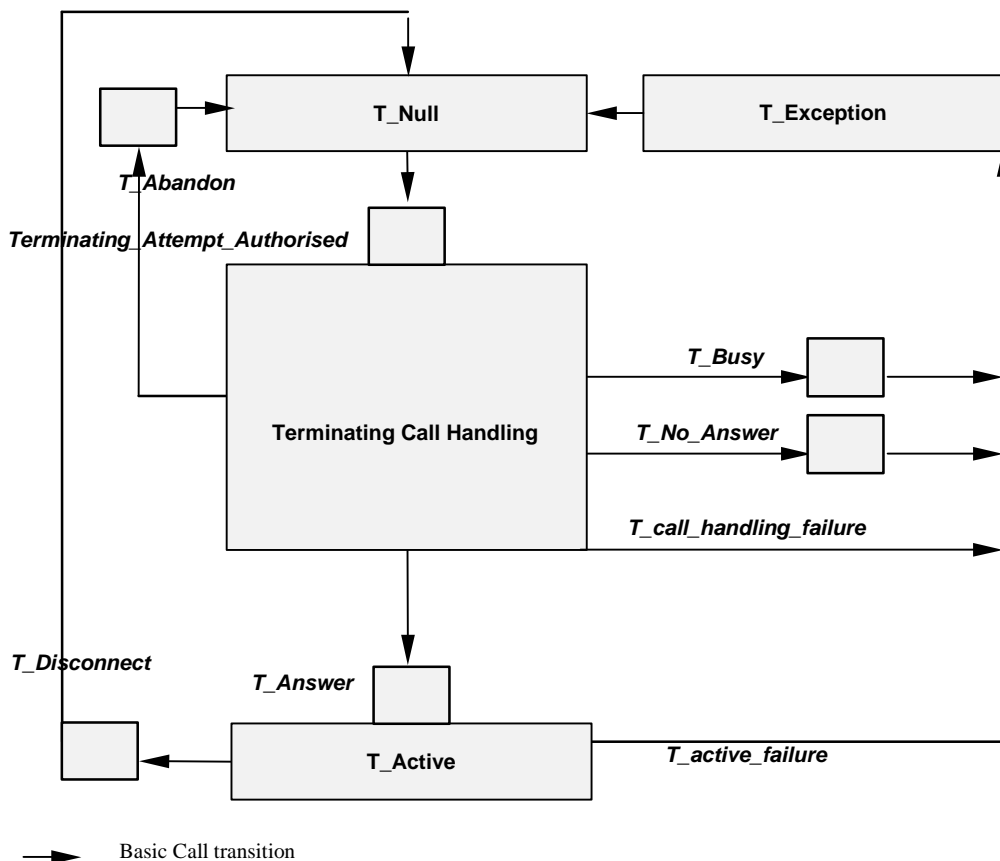 T_Null
T_Exception
T_Abandon
Terminating_Attempt_Authorised
T_Busy
Terminating Call Handling
T_No_Answer
T_call_handling_failure
T_Disconnect
T_Answer
T_Active
T_active_failure
Basic Call transition